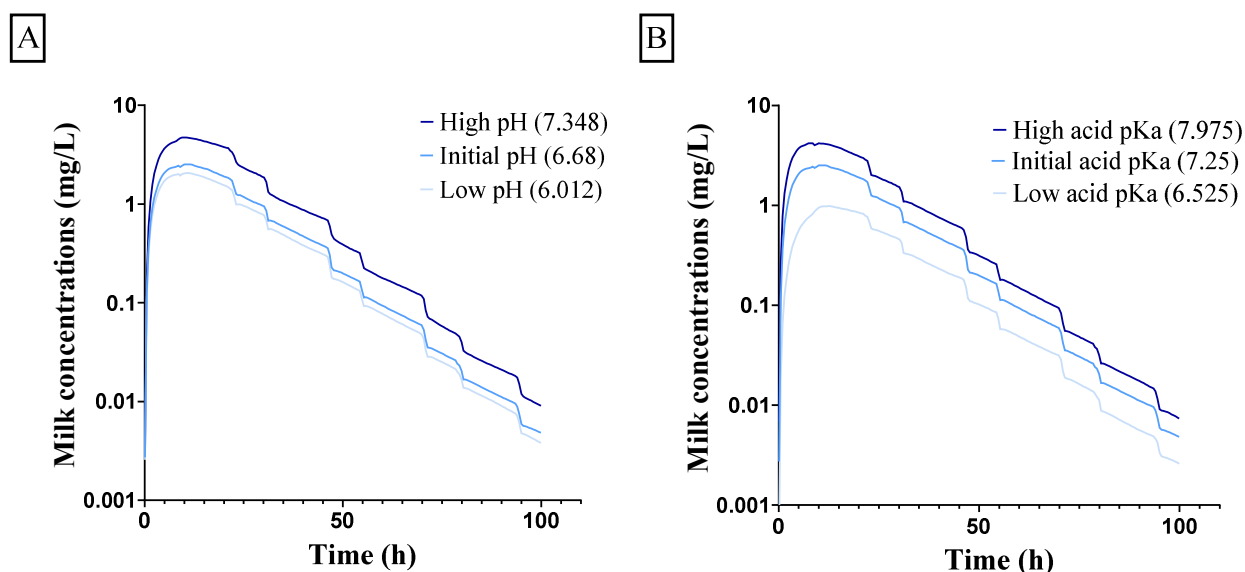 A
Milk concentrations (mg/L)
10
1
0.1
0.01
0.001
0
50
100
Time (h)
High pH (7.348)
Initial pH (6.68)
Low pH (6.012)
B
Milk concentrations (mg/L)
10
1
0.1
0.01
0.001
0
50
100
Time (h)
High acid pKa (7.975)
Initial acid pKa (7.25)
Low acid pKa (6.525)